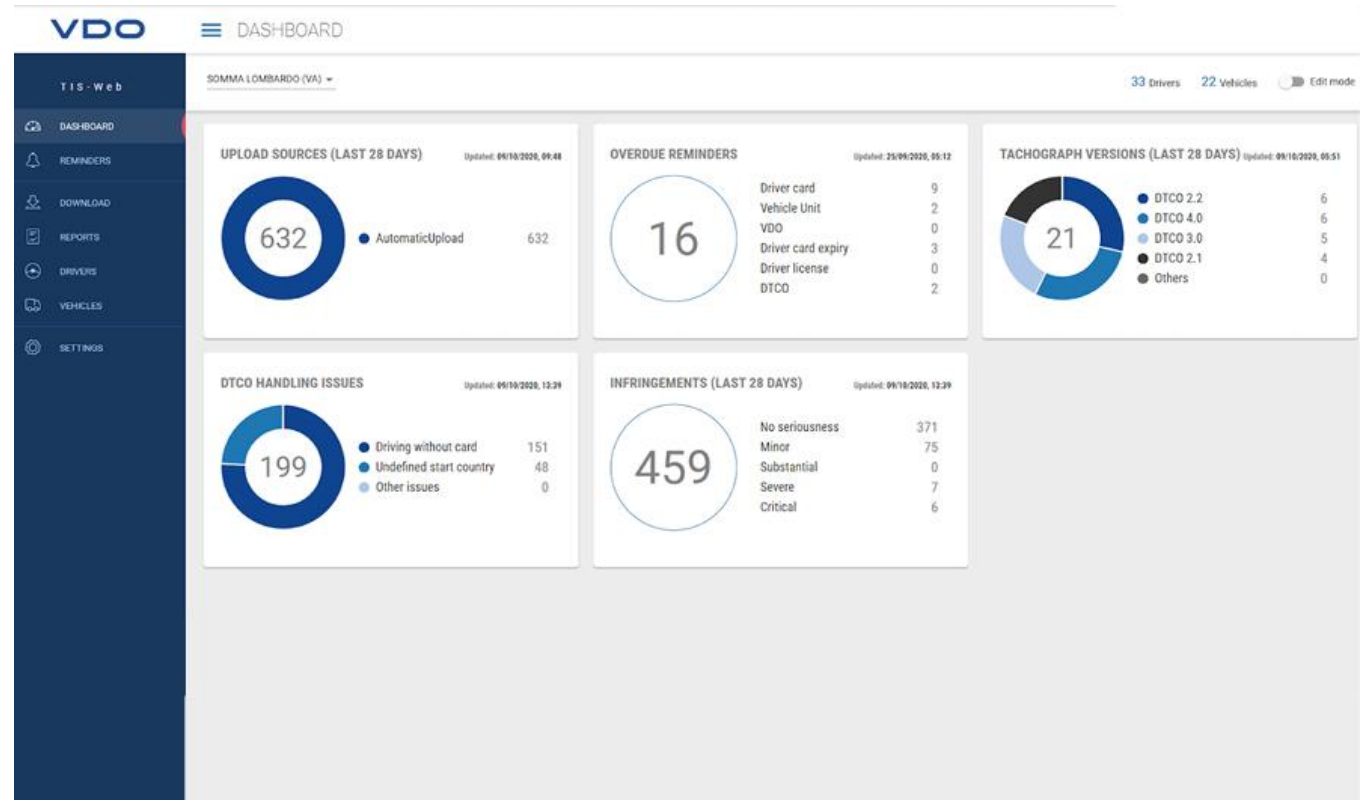 VDO
DASHBOARD
TIS-Web
SOMMA LOMBARDO (VA)
33 Drivers 22 Vehicles Edit mode
DASHBOARD
REMINDERS
DOWNLOAD
REPORTS
DRIVERS
VEHICLES
SETTINGS
UPLOAD SOURCES (LAST 28 DAYS) Updated: 09/10/2020, 09:48
632
AutomaticUpload 632
OVERDUE REMINDERS Updated: 25/09/2020, 05:12
16
Driver card 9
Vehicle Unit 2
VDO 0
Driver card expiry 3
Driver license 0
DTCO 2
TACHOGRAPH VERSIONS (LAST 28 DAYS) Updated: 09/10/2020, 05:51
21
DTCO 2.2 6
DTCO 4.0 6
DTCO 3.0 5
DTCO 2.1 4
Others 0
DTCO HANDLING ISSUES Updated: 09/10/2020, 13:39
199
Driving without card 151
Undefined start country 48
Other issues 0
INFRINGEMENTS (LAST 28 DAYS) Updated: 09/10/2020, 13:39
459
No seriousness 371
Minor 75
Substantial 0
Severe 7
Critical 6